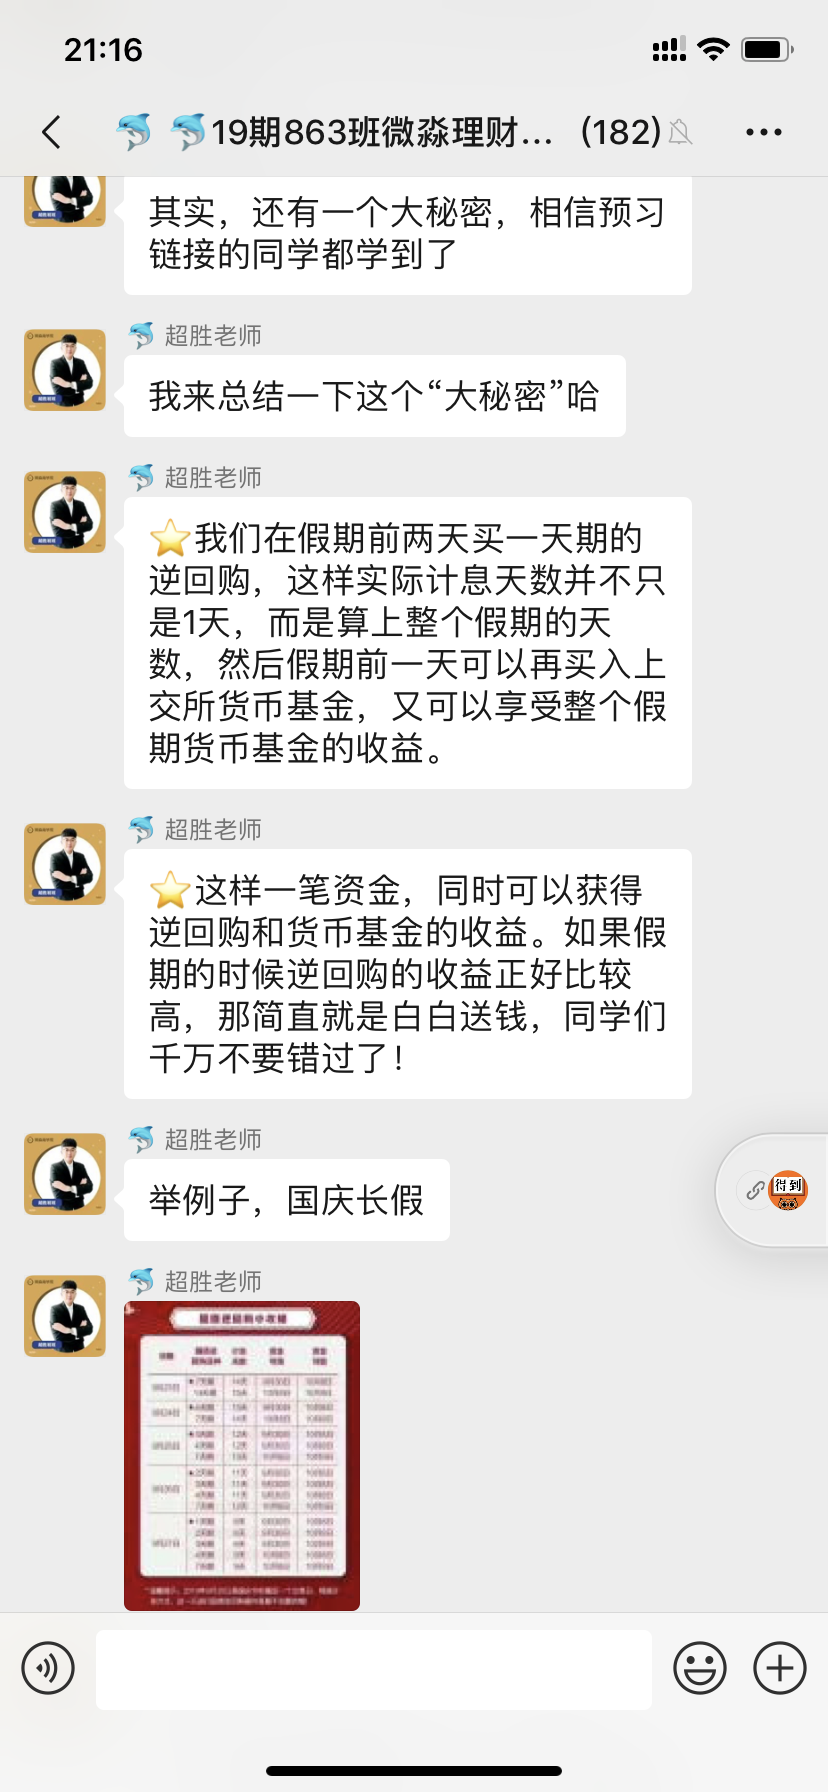 21:16
19期863班微淼理财... (182)
其实，还有一个大秘密，相信预习
链接的同学都学到了
超胜老师
我来总结一下这个“大秘密”哈
超胜老师
⭐我们在假期前两天买一天期的
逆回购，这样实际计息天数并不只
是1天，而是算上整个假期的天
数，然后假期前一天可以再买入上
交所货币基金，又可以享受整个假
期货币基金的收益。
超胜老师
⭐这样一笔资金，同时可以获得
逆回购和货币基金的收益。如果假
期的时候逆回购的收益正好比较
高，那简直就是白白送钱，同学们
千万不要错过了！
超胜老师
举例子，国庆长假
得到
超胜老师